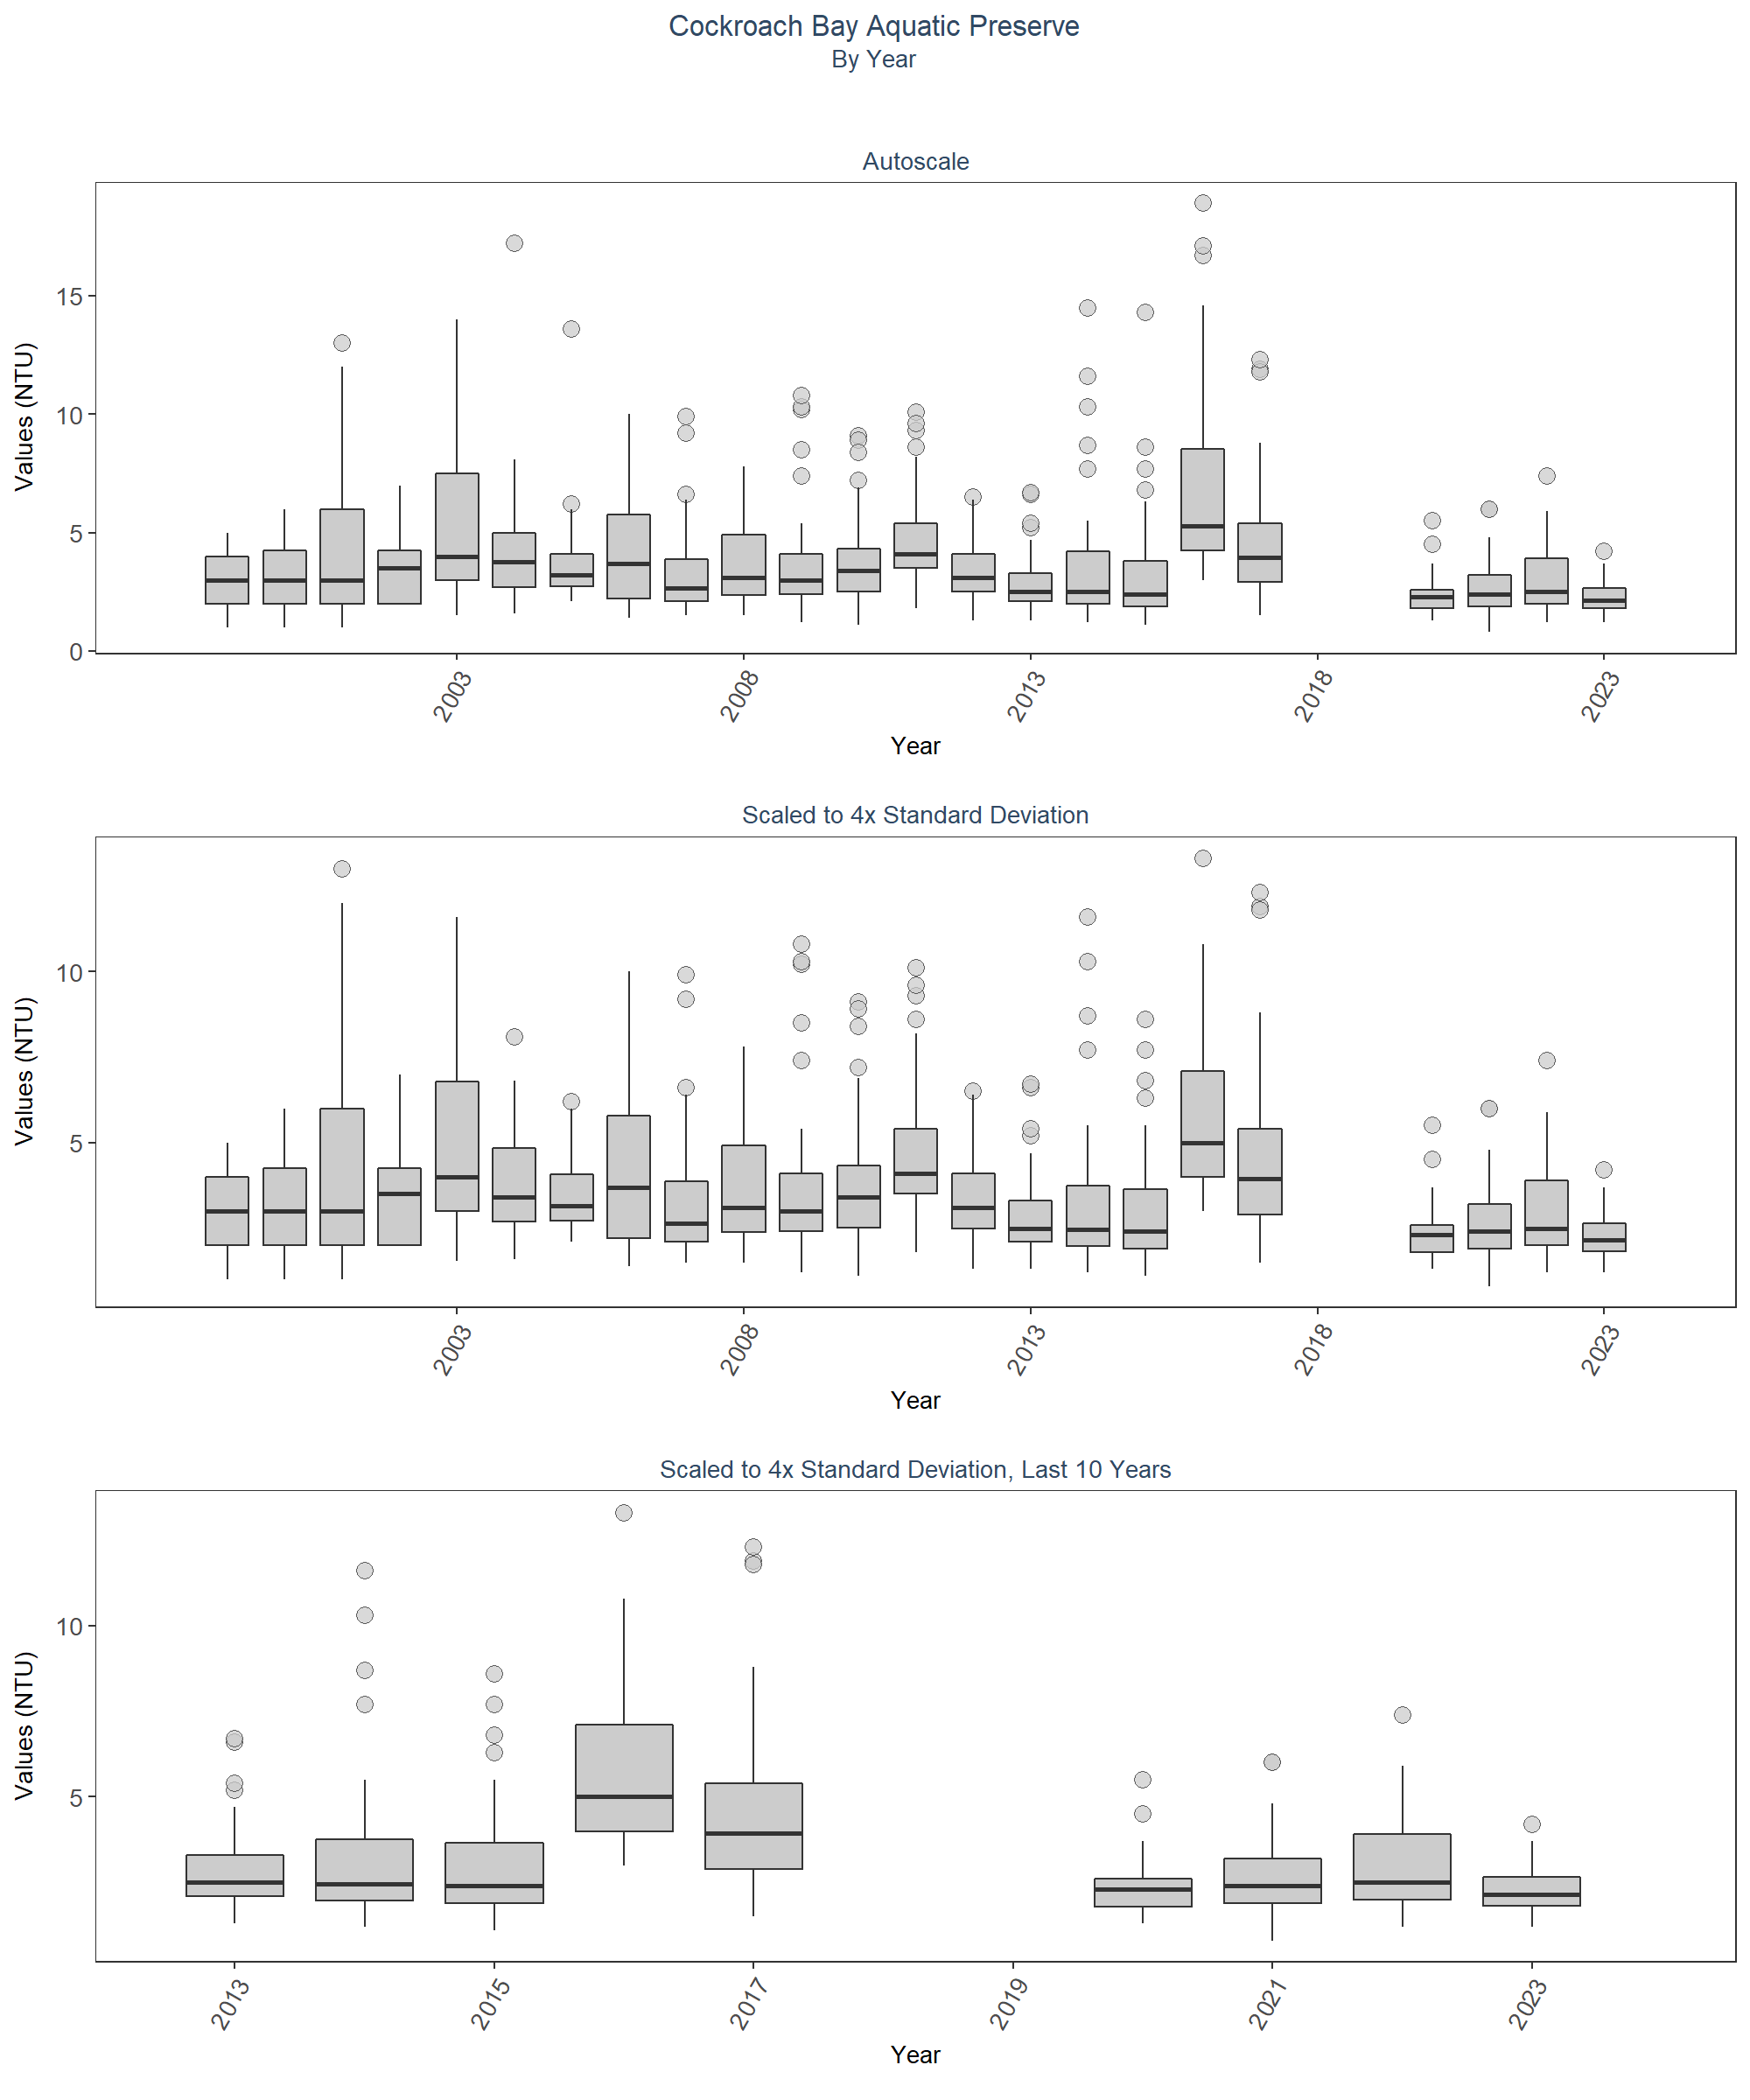 Cockroach Bay Aquatic Preserve
By Year
Autoscale
Values (NTU)
15
10
5
0
2003
2008
2013
2018
2023
Year
Scaled to 4x Standard Deviation
Values (NTU)
10
5
2003
2008
2013
2018
2023
Year
Scaled to 4x Standard Deviation, Last 10 Years
Values (NTU)
10
5
2013
2015
2017
2019
2021
2023
Year